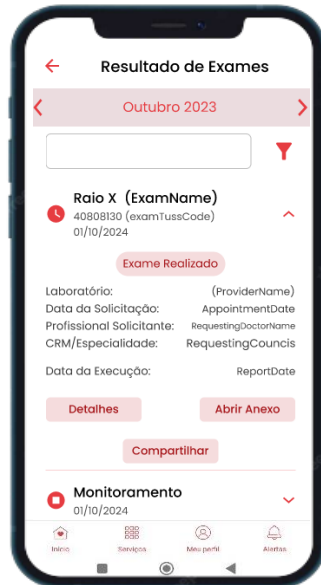 Resultado de Exames
Outubro 2023
Raio X (ExamName)
40808130 (examTussCode)
01/10/2024
Exame Realizado
Laboratório: (ProviderName)
Data da Solicitação: AppointmentDate
Profissional Solicitante: RequestingDoctorName
CRM/Especialidade: RequestingCouncis
Data da Execução: ReportDate
Detalhes Abrir Anexo
Compartilhar
Monitoramento
01/10/2024
Início Serviços Meu perfil Alertas